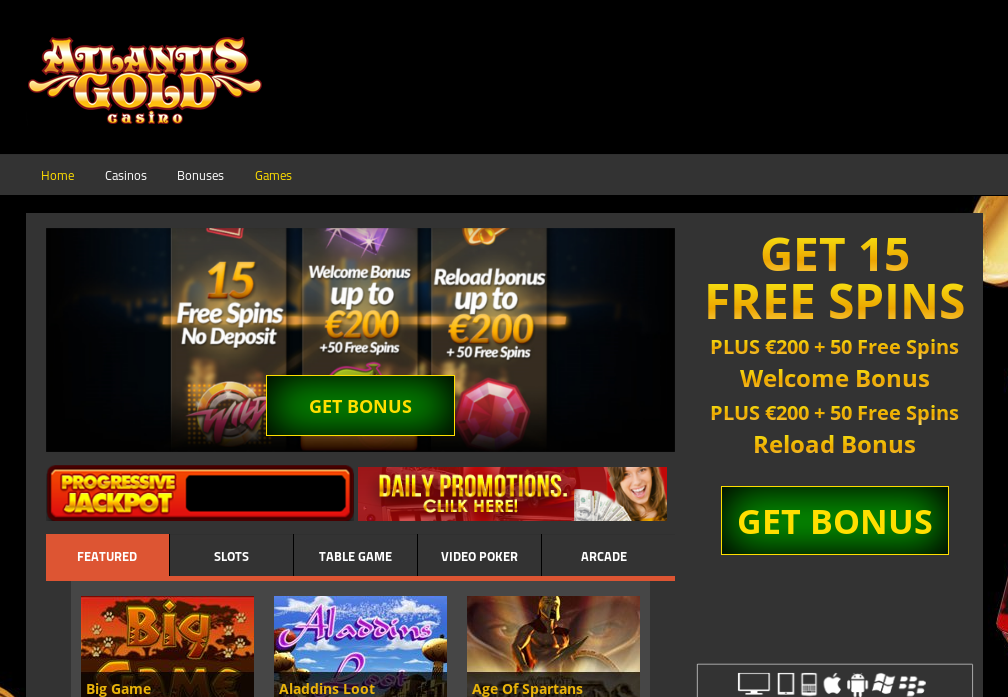 ATLANTIS
GOLD
casino
Home Casinos Bonuses Games
15
Free Spins
No Deposit
Welcome Bonus
up to
€200
+50 Free Spins
Reload bonus
up to
€200
+ 50 Free Spins
WILD
GET BONUS
GET 15
FREE SPINS
PLUS €200 + 50 Free Spins
Welcome Bonus
PLUS €200 + 50 Free Spins
Reload Bonus
GET BONUS
PROGRESSIVE
JACKPOT
DAILY PROMOTIONS.
CLIK HERE!
FEATURED SLOTS TABLE GAME VIDEO POKER ARCADE
Big
Game
Big Game
Aladdins
Loot
Aladdins Loot
Age Of Spartans